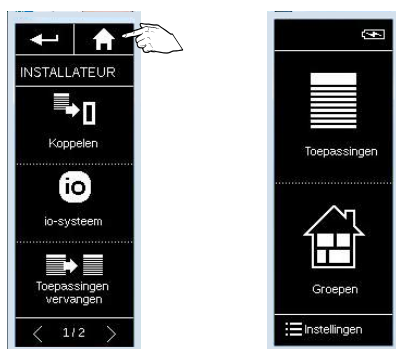 INSTALLATEUR
Koppelen
io
io-systeem
Toepassingen
vervangen
1/2
Toepassingen
Groepen
Instellingen